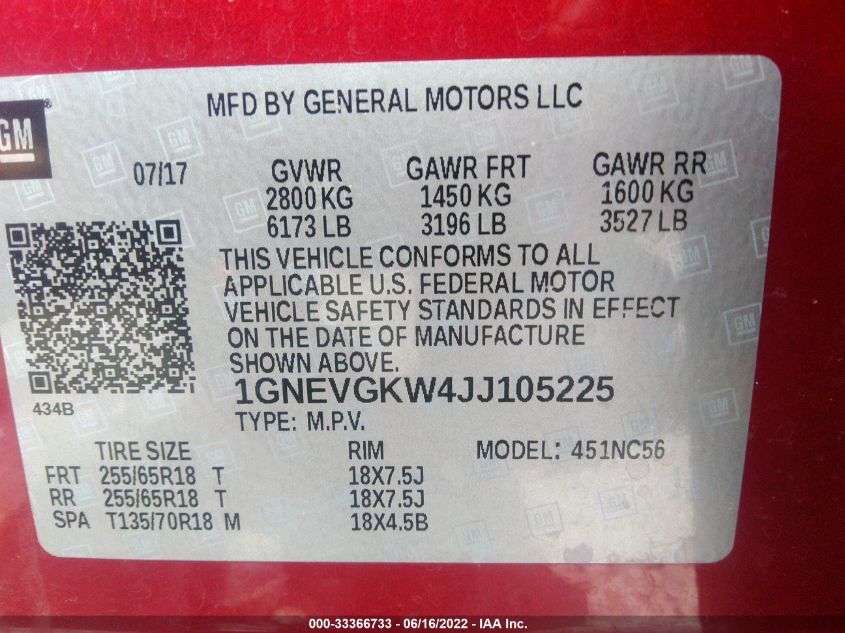 MFD BY GENERAL MOTORS LLC
GM
07/17 GVWR GAWR FRT GAWR RR
2800 KG 1450 KG 1600 KG
6173 LB 3196 LB 3527 LB
THIS VEHICLE CONFORMS TO ALL
APPLICABLE U.S. FEDERAL MOTOR
VEHICLE SAFETY STANDARDS IN EFFECT
ON THE DATE OF MANUFACTURE
SHOWN ABOVE.
1GNEVGKW4JJ105225
434B
TYPE: M.P.V.
TIRE SIZE RIM MODEL: 451NC56
FRT 255/65R18 T 18X7.5J
RR 255/65R18 T 18X7.5J
SPA T135/70R18 M 18X4.5B
000-33366733 - 06/16/2022 - IAA Inc.